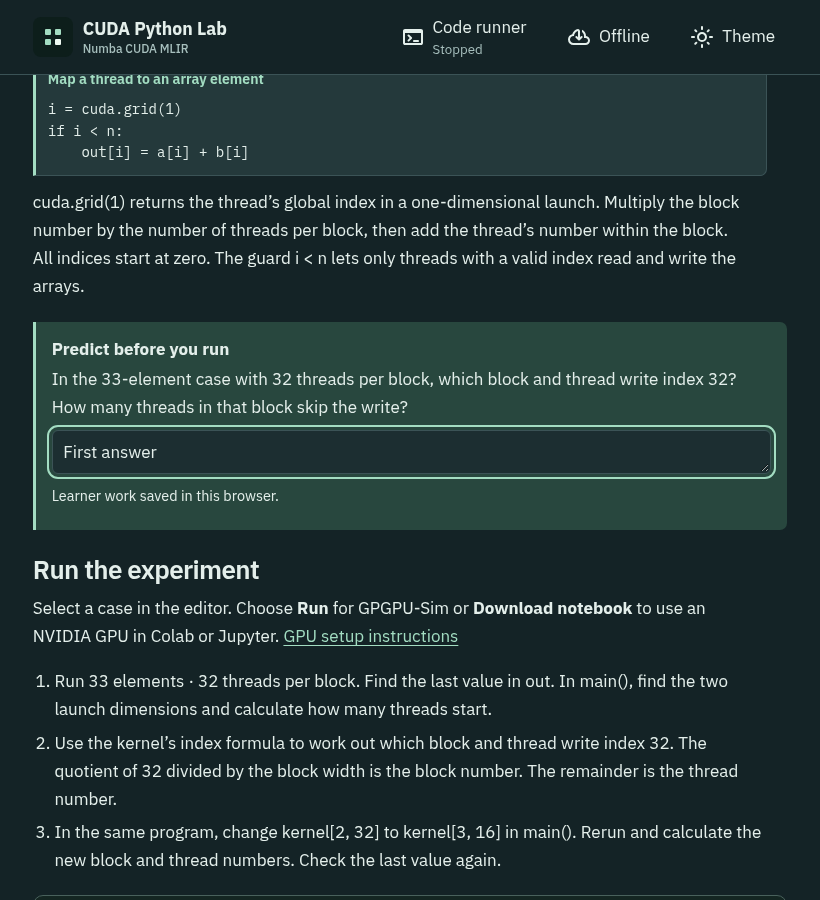 CUDA Python Lab
Numba CUDA MLIR
Code runner
Stopped
Offline
Theme
Map a thread to an array element
i = cuda.grid(1)
if i < n:
    out[i] = a[i] + b[i]
cuda.grid(1) returns the thread’s global index in a one-dimensional launch. Multiply the block
number by the number of threads per block, then add the thread’s number within the block.
All indices start at zero. The guard i < n lets only threads with a valid index read and write the
arrays.
Predict before you run
In the 33-element case with 32 threads per block, which block and thread write index 32?
How many threads in that block skip the write?
First answer
Learner work saved in this browser.
Run the experiment
Select a case in the editor. Choose Run for GPGPU-Sim or Download notebook to use an
NVIDIA GPU in Colab or Jupyter. GPU setup instructions
1. Run 33 elements · 32 threads per block. Find the last value in out. In main(), find the two
launch dimensions and calculate how many threads start.
2. Use the kernel’s index formula to work out which block and thread write index 32. The
quotient of 32 divided by the block width is the block number. The remainder is the thread
number.
3. In the same program, change kernel[2, 32] to kernel[3, 16] in main(). Rerun and calculate the
new block and thread numbers. Check the last value again.